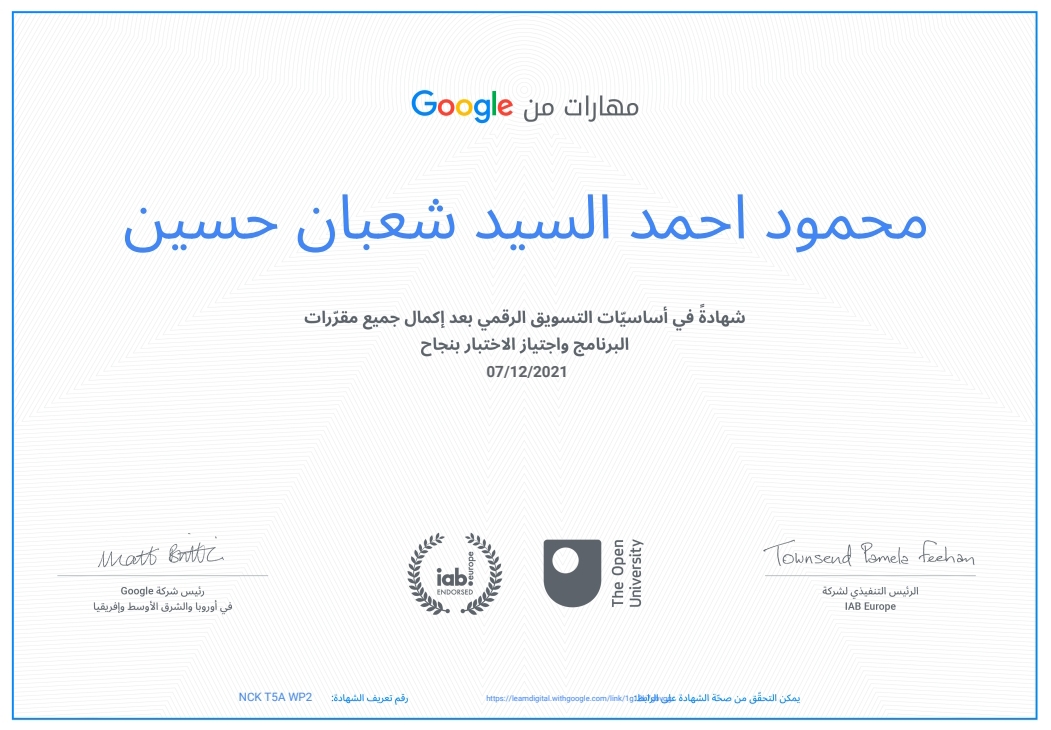 مهارات من Google
محمود احمد السيد شعبان حسين
شهادةً في أساسيّات التسويق الرقمي بعد إكمال جميع مقرّرات
البرنامج واجتياز الاختبار بنجاح
07/12/2021
Townsend Pamela Feehan
الرئيس التنفيذي لشركة
IAB Europe
The Open
University
iab.europe
ENDORSED
Matt Brittin
رئيس شركة Google
في أوروبا والشرق الأوسط وإفريقيا
يمكن التحقّق من صحّة الشهادة على الرابط: https://learndigital.withgoogle.com/link/
رقم تعريف الشهادة: NCK T5A WP2